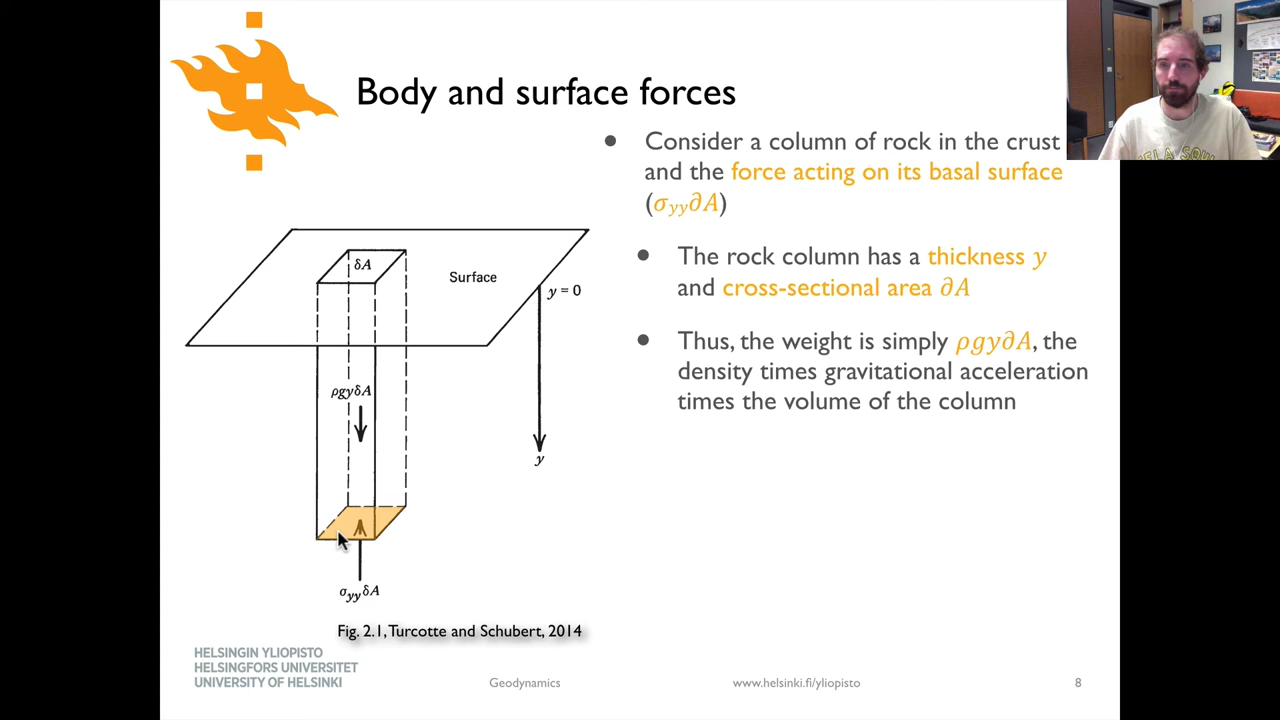 Body and surface forces
Consider a column of rock in the crust
and the force acting on its basal surface
(σyy∂A)
The rock column has a thickness y
and cross-sectional area ∂A
Thus, the weight is simply ρgy∂A, the
density times gravitational acceleration
times the volume of the column
δA
Surface
y = 0
ρgyδA
y
σyyδA
Fig. 2.1, Turcotte and Schubert, 2014
HELSINGIN YLIOPISTO
HELSINGFORS UNIVERSITET
UNIVERSITY OF HELSINKI
Geodynamics
www.helsinki.fi/yliopisto
8